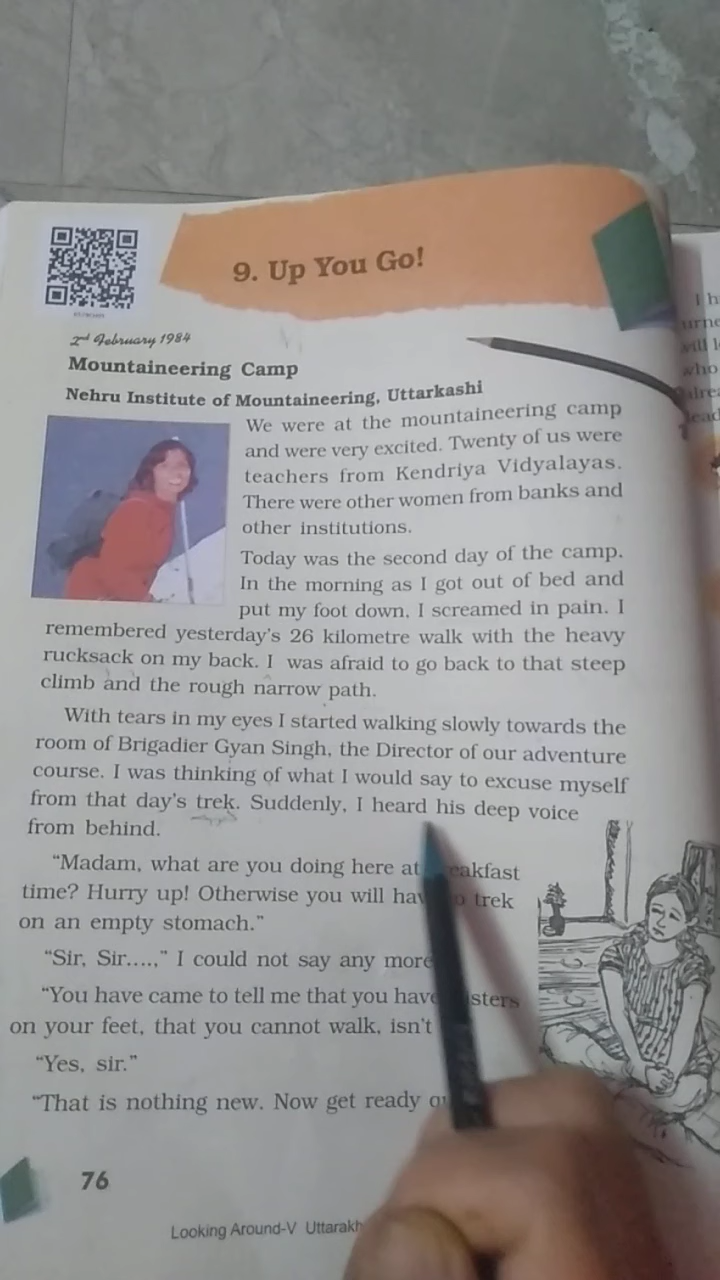 9. Up You Go!
2nd February 1984
Mountaineering Camp
Nehru Institute of Mountaineering, Uttarkashi
We were at the mountaineering camp
and were very excited. Twenty of us were
teachers from Kendriya Vidyalayas.
There were other women from banks and
other institutions.
Today was the second day of the camp.
In the morning as I got out of bed and
put my foot down, I screamed in pain. I
remembered yesterday's 26 kilometre walk with the heavy
rucksack on my back. I was afraid to go back to that steep
climb and the rough narrow path.
With tears in my eyes I started walking slowly towards the
room of Brigadier Gyan Singh, the Director of our adventure
course. I was thinking of what I would say to excuse myself
from that day's trek. Suddenly, I heard his deep voice
from behind.
"Madam, what are you doing here at
time? Hurry up! Otherwise you will trek
on an empty stomach."
"Sir, Sir....," I could not say any more
"You have came to tell me that you have
on your feet, that you cannot walk, isn't
"Yes, sir."
"That is nothing new. Now get ready
76
Looking Around-V
who